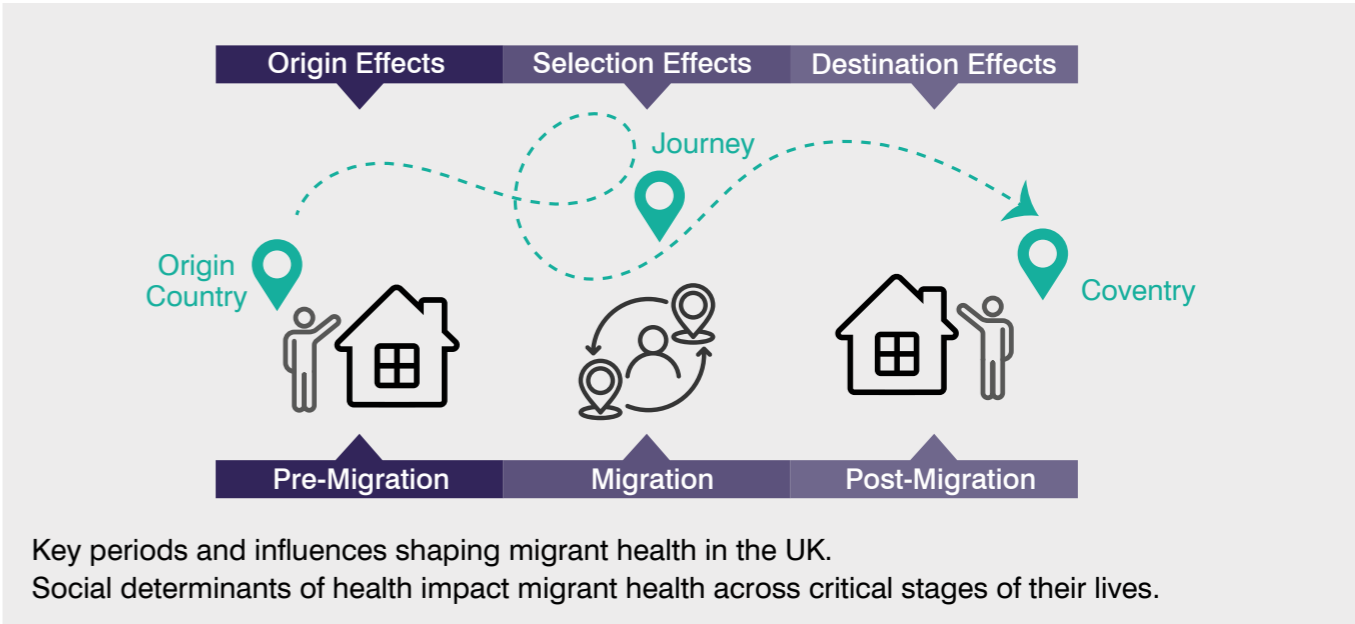 Origin Effects
Selection Effects
Destination Effects
Journey
Origin
Country
Coventry
Pre-Migration
Migration
Post-Migration
Key periods and influences shaping migrant health in the UK.
Social determinants of health impact migrant health across critical stages of their lives.